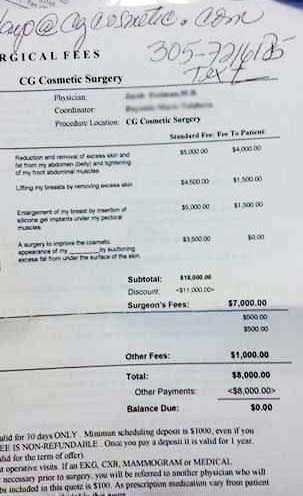 @cgcosmetic.com
305-
Text
RGICAL FEES
CG Cosmetic Surgery
Physician:
Coordinator:
Procedure Location: CG Cosmetic Surgery
Standard Fee: Fee To Patient:
Reduction and removal of excess skin and fat from my abdomen (belly) and tightening of my front abdominal muscles $5,000.00 $4,000.00
Lifting my breasts by removing excess skin $4,500.00 $1,500.00
Enlargement of my breast by insertion of silicone gel implants under my pectoral muscles. $5,000.00 $1,500.00
A surgery to improve the cosmetic appearance of my by suctioning excess fat from under the surface of the skin. $3,500.00 $0.00
Subtotal: $18,000.00
Discount: <$11,000.00>
Surgeon's Fees: $7,000.00
$500.00
$500.00
Other Fees: $1,000.00
Total: $8,000.00
Other Payments: <$8,000.00>
Balance Due: $0.00
alid for 30 days ONLY. Minimum scheduling deposit is $1000, even if you
EE IS NON-REFUNDABLE. Once you pay a deposit it is valid for 1 year.
alid for the term of offer)
t operative visits. If an EKG, CXR, MAMMOGRAM or MEDICAL
necessary prior to surgery, you will be referred to another physician who will
be included in this quote is $100. As prescription medication vary from patient